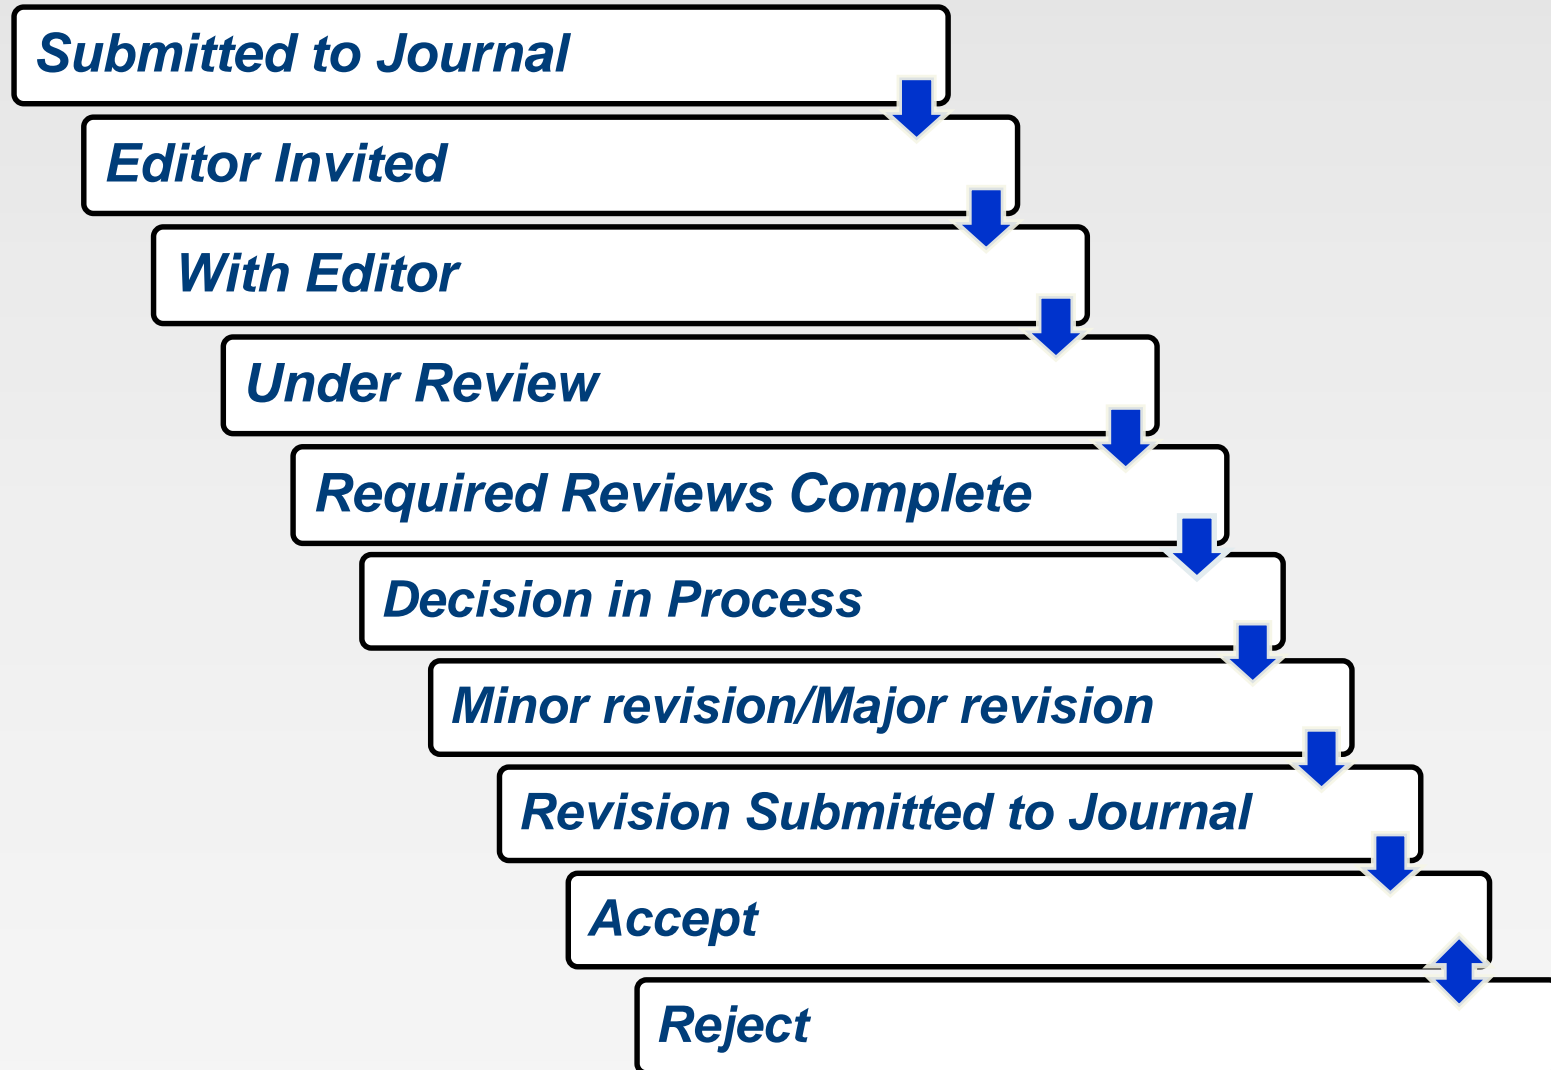 Submitted to Journal
Editor Invited
With Editor
Under Review
Required Reviews Complete
Decision in Process
Minor revision/Major revision
Revision Submitted to Journal
Accept
Reject